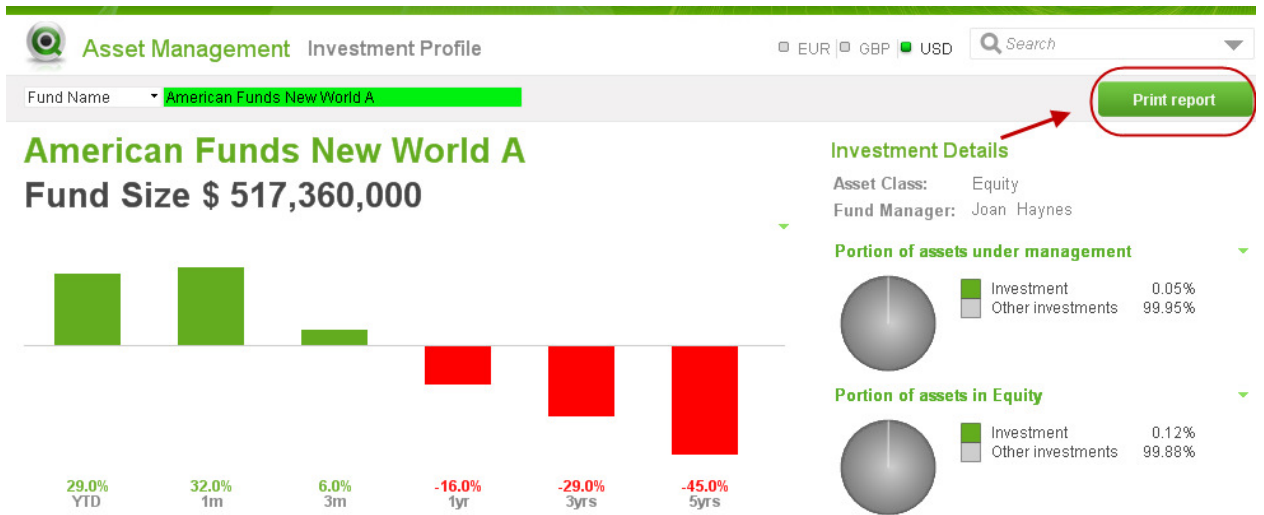 Asset Management Investment Profile
EUR GBP USD
Search
Fund Name American Funds New World A
Print report
American Funds New World A
Fund Size $ 517,360,000
Investment Details
Asset Class: Equity
Fund Manager: Joan Haynes
Portion of assets under management
Investment 0.05%
Other investments 99.95%
Portion of assets in Equity
Investment 0.12%
Other investments 99.88%
29.0% 32.0% 6.0% -16.0% -29.0% -45.0%
YTD 1m 3m 1yr 3yrs 5yrs